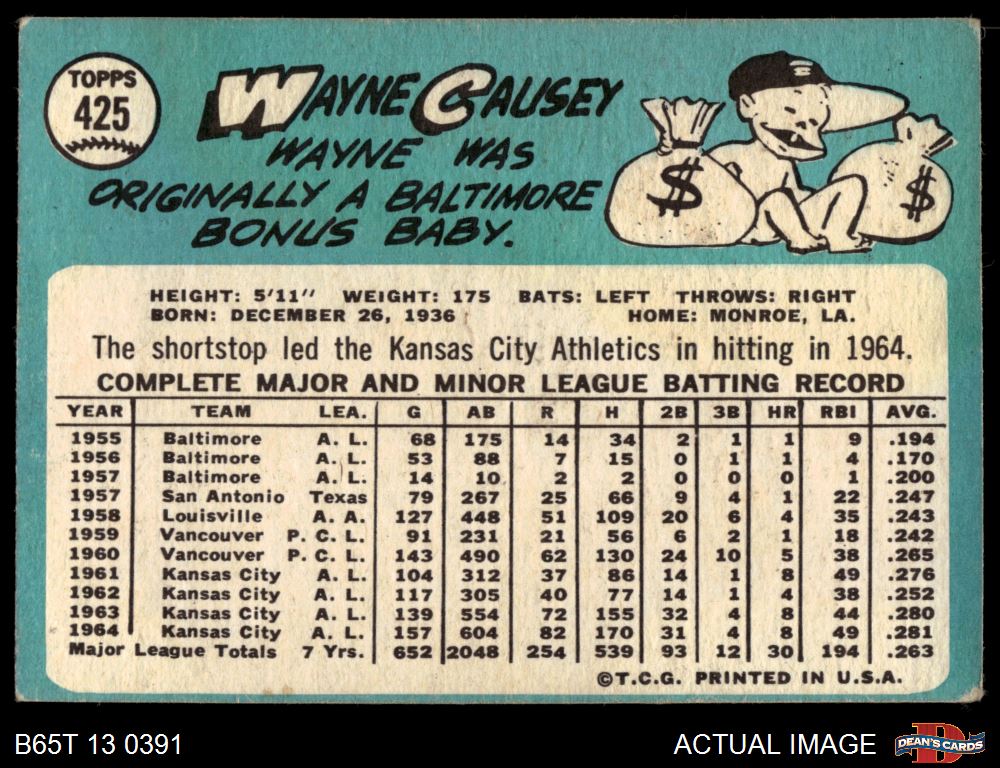 TOPPS
425
WAYNE CAUSEY
WAYNE WAS
ORIGINALLY A BALTIMORE
BONUS BABY.
$ $
HEIGHT: 5'11" WEIGHT: 175 BATS: LEFT THROWS: RIGHT
BORN: DECEMBER 26, 1936 HOME: MONROE, LA.
The shortstop led the Kansas City Athletics in hitting in 1964.
COMPLETE MAJOR AND MINOR LEAGUE BATTING RECORD
YEAR TEAM LEA. G AB R H 2B 3B HR RBI AVG.
1955 Baltimore A. L. 68 175 14 34 2 1 1 9 .194
1956 Baltimore A. L. 53 88 7 15 0 1 1 4 .170
1957 Baltimore A. L. 14 10 2 2 0 0 0 1 .200
1957 San Antonio Texas 79 267 25 66 9 4 1 22 .247
1958 Louisville A. A. 127 448 51 109 20 6 4 35 .243
1959 Vancouver P. C. L. 91 231 21 56 6 2 1 18 .242
1960 Vancouver P. C. L. 143 490 62 130 24 10 5 38 .265
1961 Kansas City A. L. 104 312 37 86 14 1 8 49 .276
1962 Kansas City A. L. 117 305 40 77 14 1 4 38 .252
1963 Kansas City A. L. 139 554 72 155 32 4 8 44 .280
1964 Kansas City A. L. 157 604 82 170 31 4 8 49 .281
Major League Totals 7 Yrs. 652 2048 254 539 93 12 30 194 .263
©T.C.G. PRINTED IN U.S.A.
B65T 13 0391 ACTUAL IMAGE
D
DEAN'S CARDS